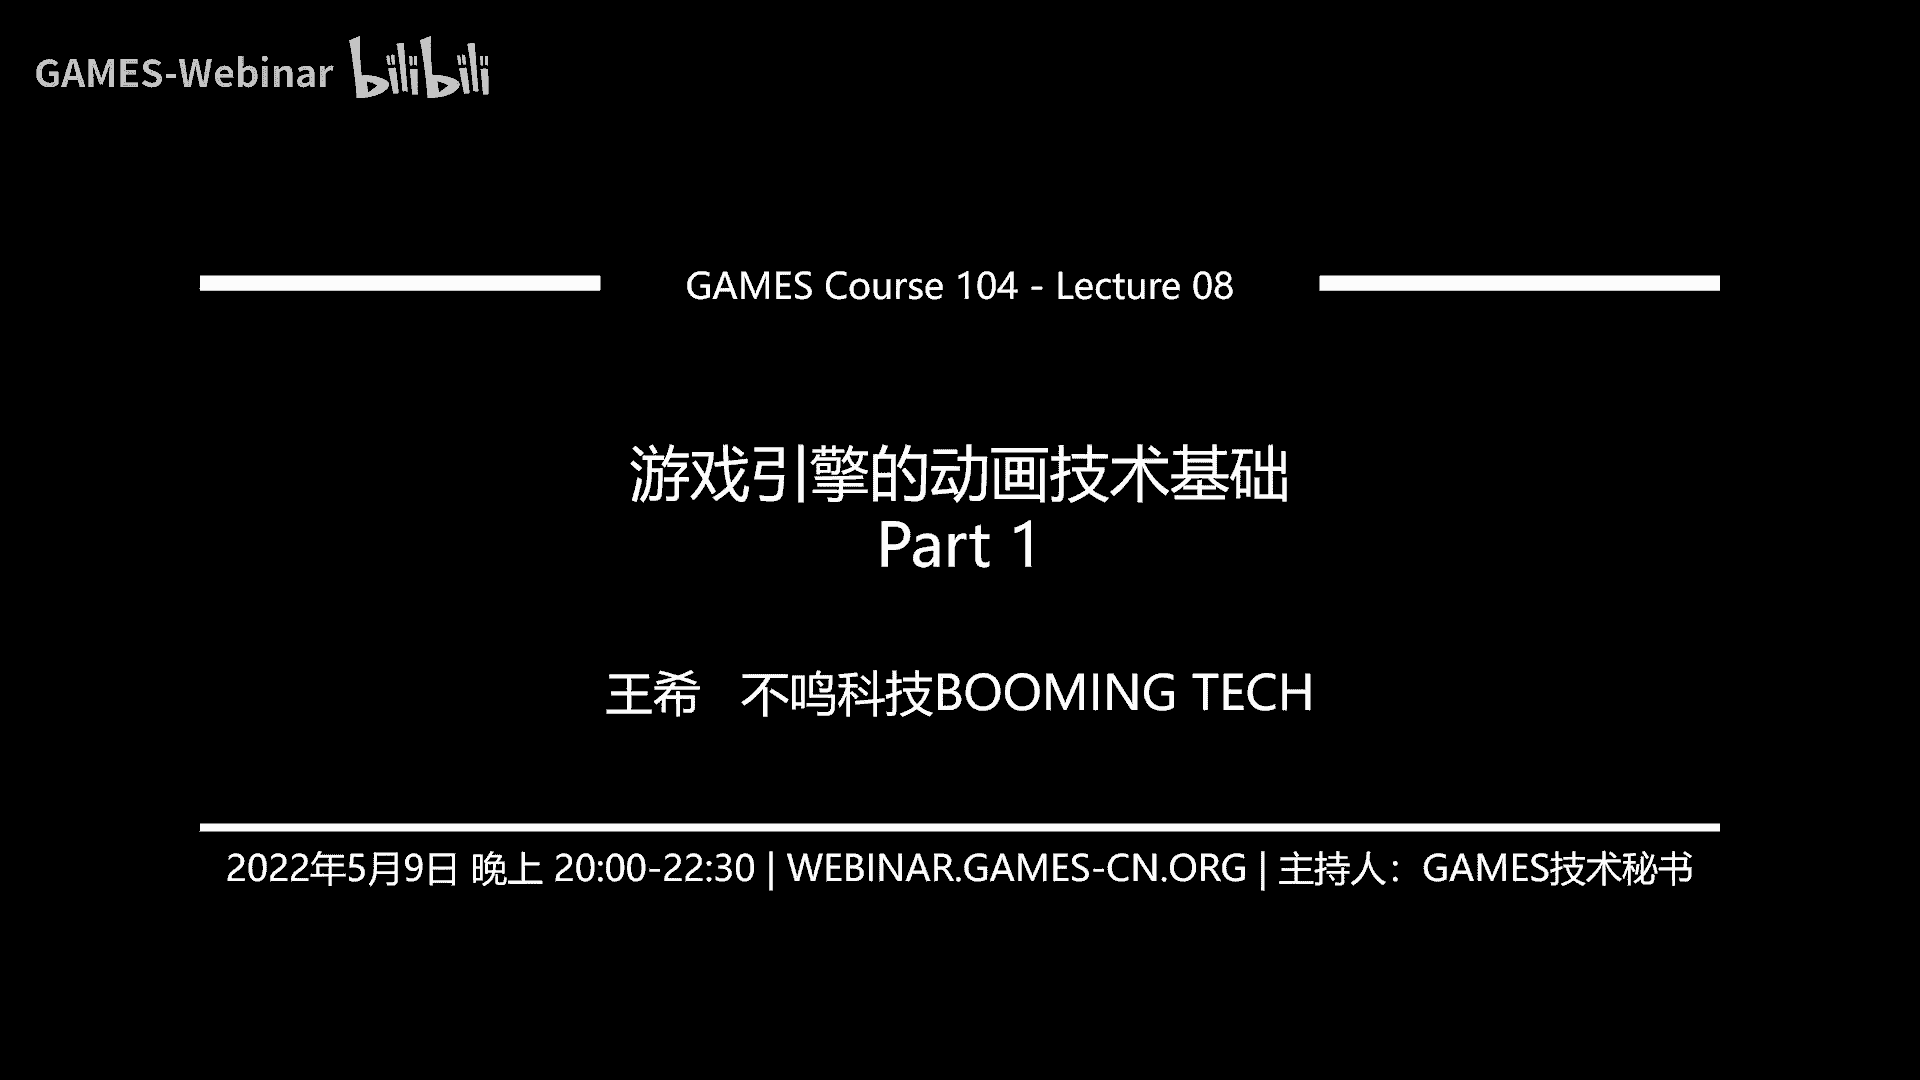 GAMES-Webinar bilibili
GAMES Course 104 - Lecture 08
游戏引擎的动画技术基础
Part 1
王希 不鸣科技BOOMING TECH
2022年5月9日 晚上 20:00-22:30 | WEBINAR.GAMES-CN.ORG | 主持人：GAMES技术秘书